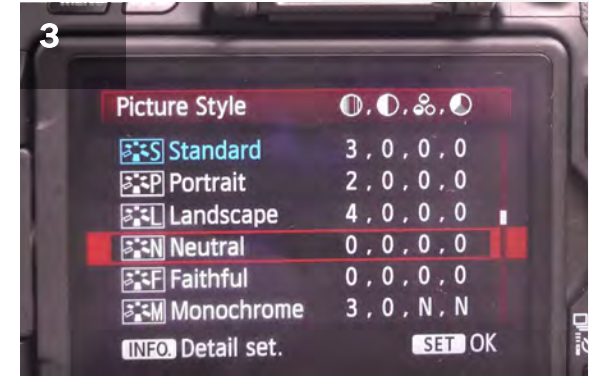 3
Picture Style
S Standard 3 , 0 , 0 , 0
P Portrait 2 , 0 , 0 , 0
L Landscape 4 , 0 , 0 , 0
N Neutral 0 , 0 , 0 , 0
F Faithful 0 , 0 , 0 , 0
M Monochrome 3 , 0 , N , N
INFO. Detail set. SET OK